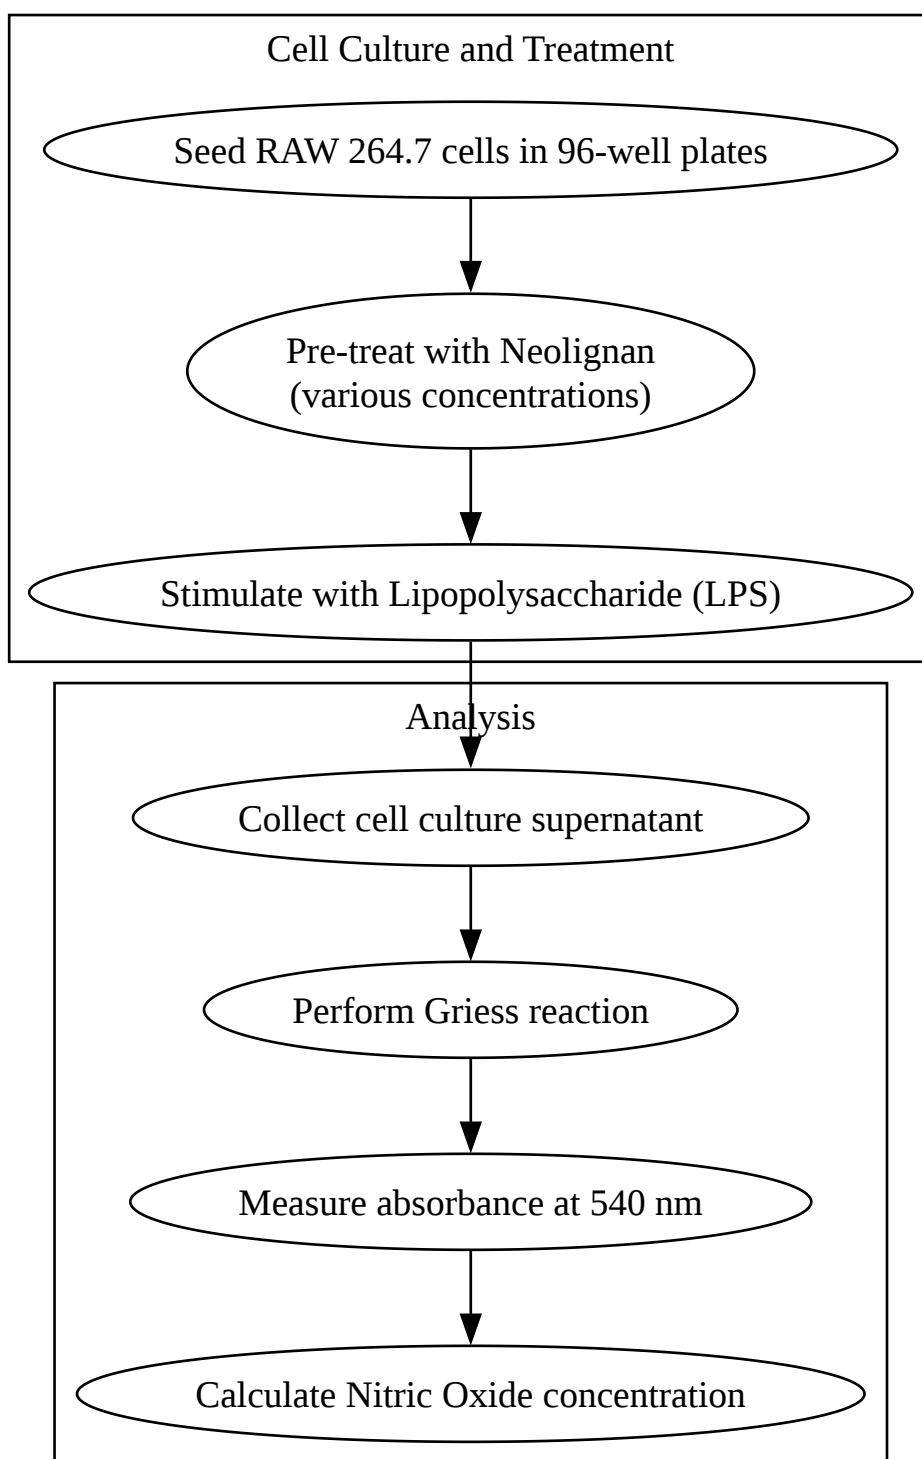 Cell Culture and Treatment
Seed RAW 264.7 cells in 96-well plates
Pre-treat with Neolignan
(various concentrations)
Stimulate with Lipopolysaccharide (LPS)
Analysis
Collect cell culture supernatant
Perform Griess reaction
Measure absorbance at 540 nm
Calculate Nitric Oxide concentration